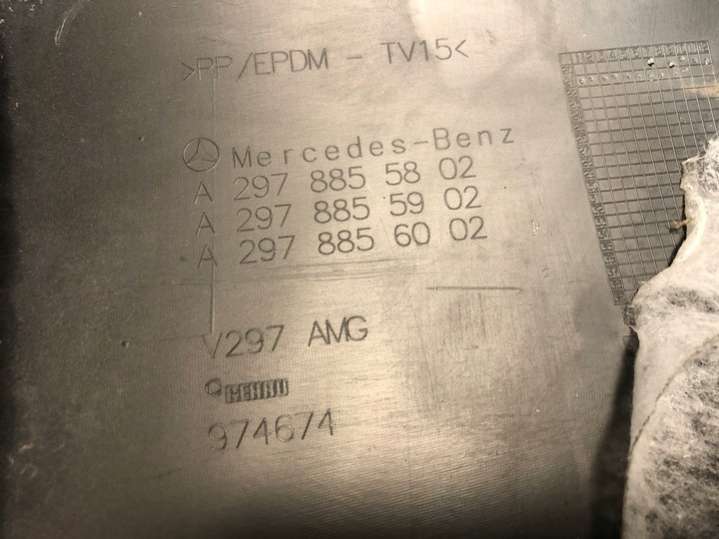 >PP/EPDM - TV15<
Mercedes-Benz
A 297 885 58 02
A 297 885 59 02
A 297 885 60 02
V297 AMG
REHAU
974674